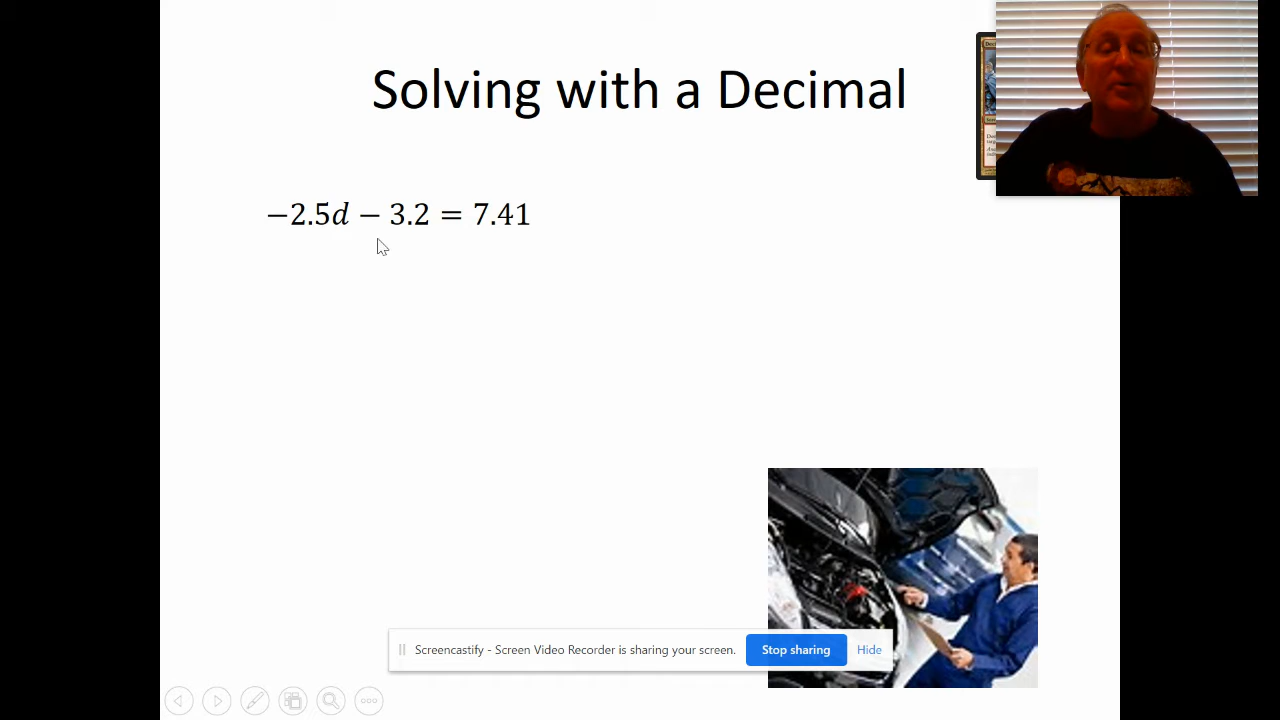 Solving with a Decimal
−2.5d − 3.2 = 7.41
Screencastify - Screen Video Recorder is sharing your screen.
Stop sharing
Hide